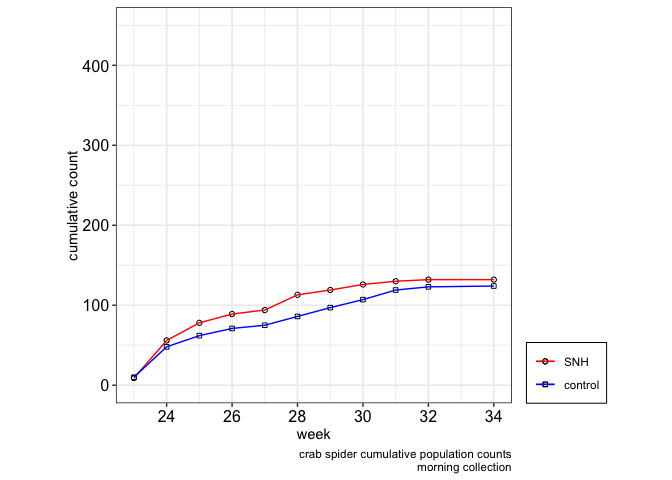 400
300
200
100
0
cumulative count
24 26 28 30 32 34
week
SNH
control
crab spider cumulative population counts
morning collection